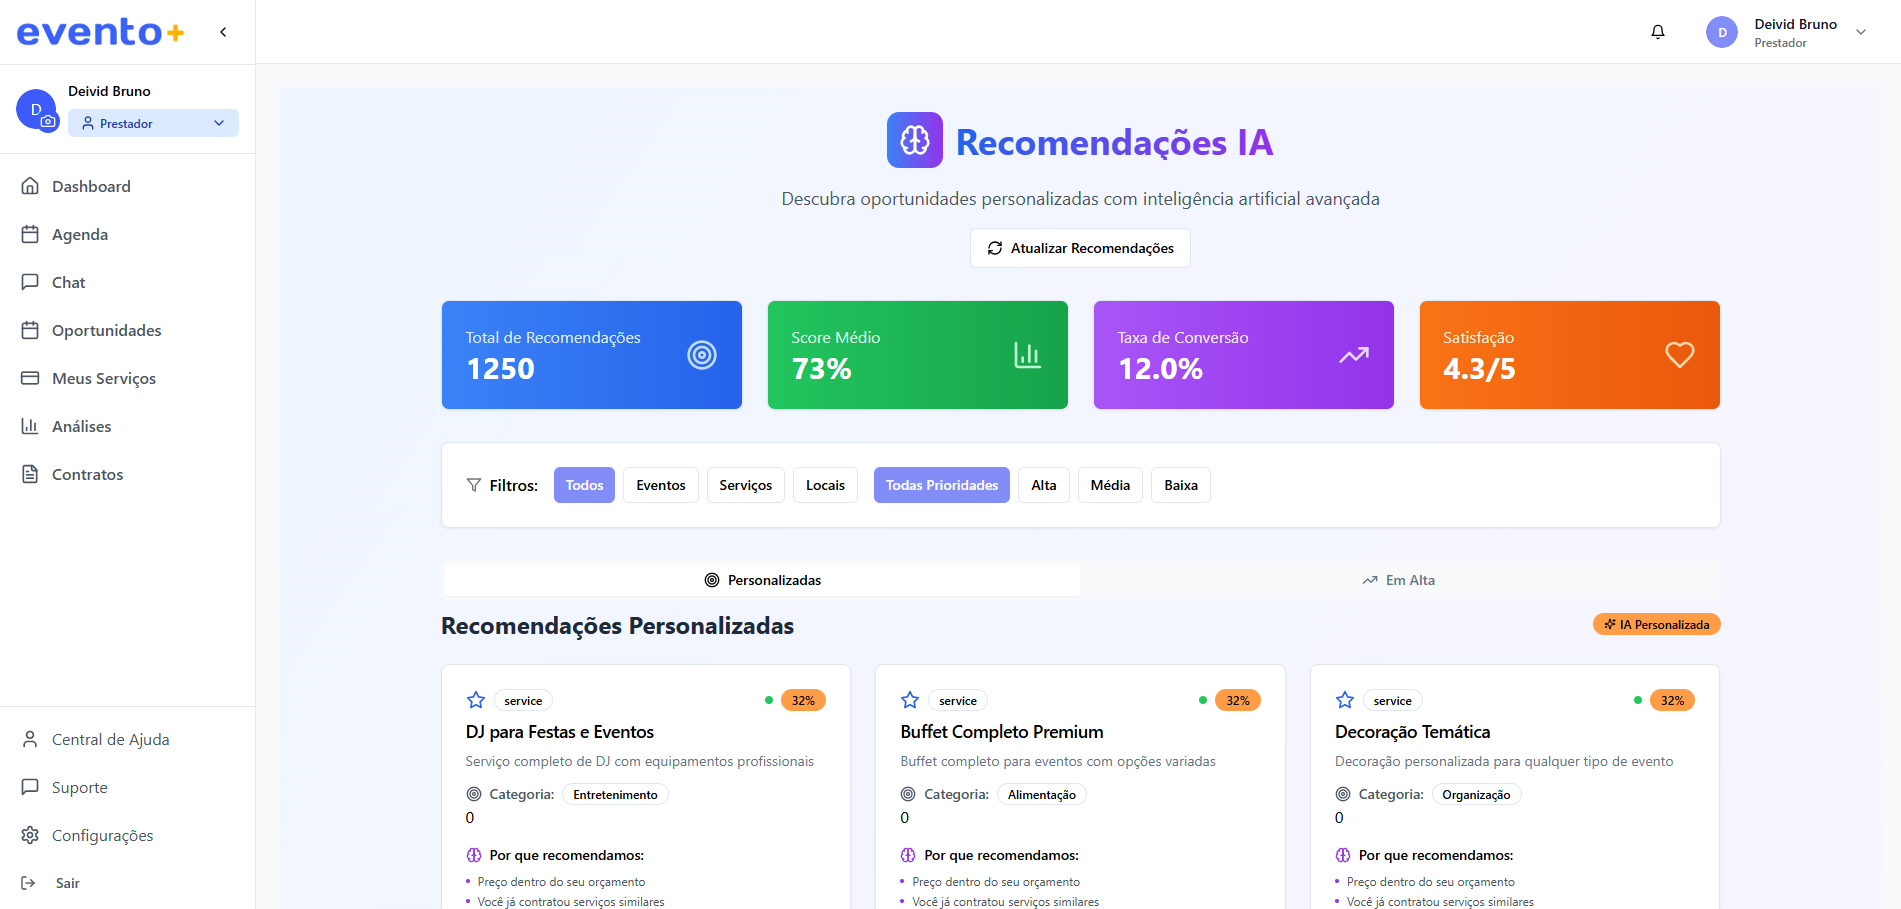 evento+
Deivid Bruno
Prestador
Dashboard
Agenda
Chat
Oportunidades
Meus Serviços
Análises
Contratos
Central de Ajuda
Suporte
Configurações
Sair
D
Deivid Bruno
Prestador
D
Recomendações IA
Descubra oportunidades personalizadas com inteligência artificial avançada
Atualizar Recomendações
Total de Recomendações
1250
Score Médio
73%
Taxa de Conversão
12.0%
Satisfação
4.3/5
Filtros: Todos Eventos Serviços Locais Todas Prioridades Alta Média Baixa
Personalizadas
Em Alta
Recomendações Personalizadas
IA Personalizada
service 32%
DJ para Festas e Eventos
Serviço completo de DJ com equipamentos profissionais
Categoria: Entretenimento
0
Por que recomendamos:
• Preço dentro do seu orçamento
• Você já contratou serviços similares
service 32%
Buffet Completo Premium
Buffet completo para eventos com opções variadas
Categoria: Alimentação
0
Por que recomendamos:
• Preço dentro do seu orçamento
• Você já contratou serviços similares
service 32%
Decoração Temática
Decoração personalizada para qualquer tipo de evento
Categoria: Organização
0
Por que recomendamos:
• Preço dentro do seu orçamento
• Você já contratou serviços similares